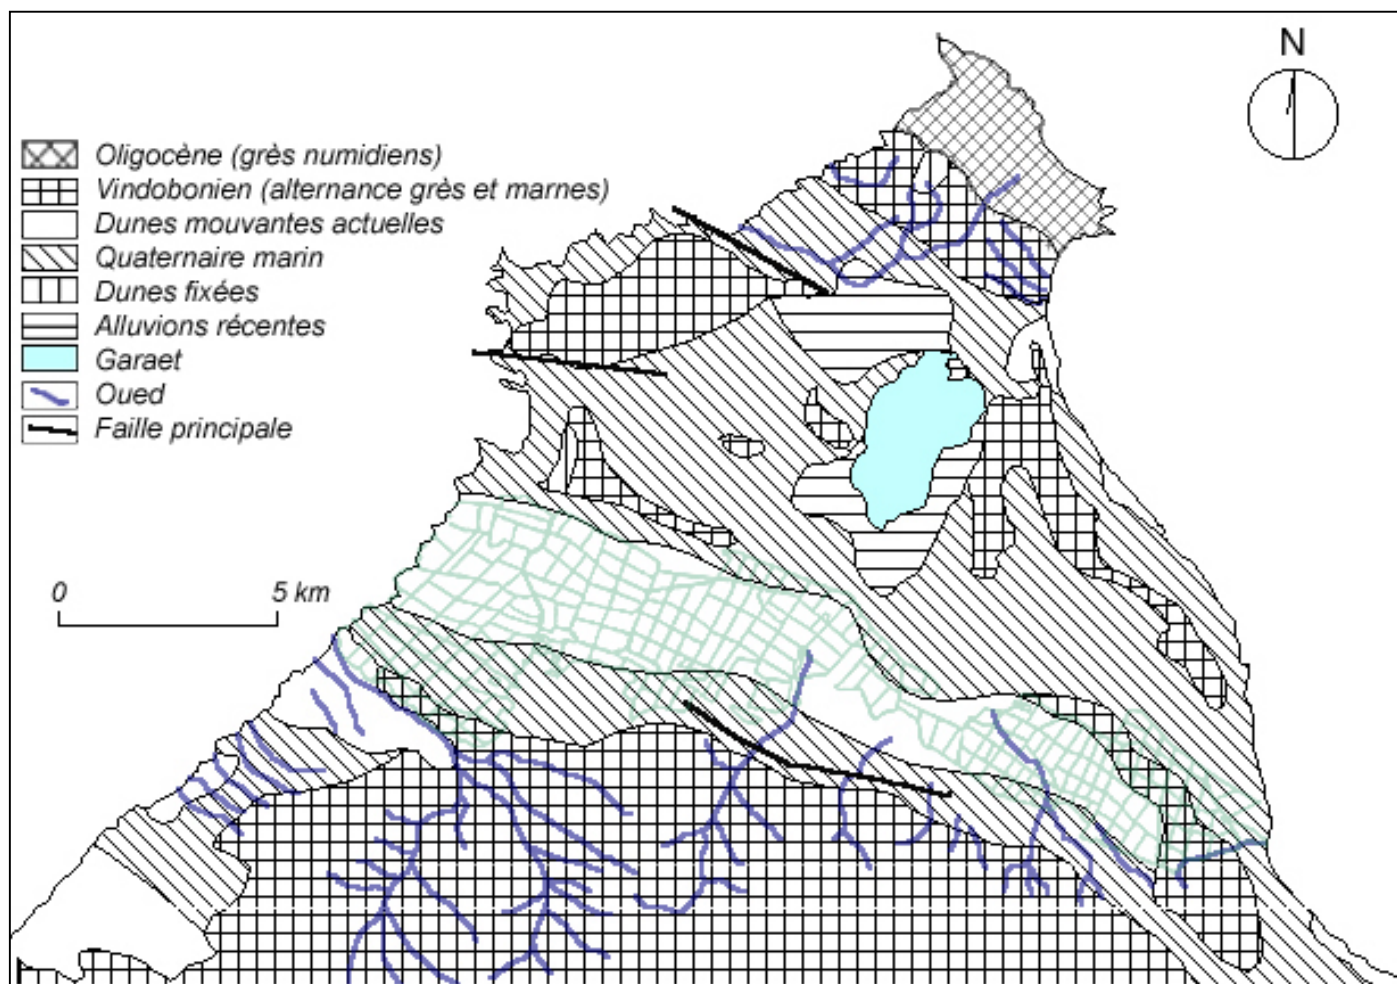 N
Oligocène (grès numidiens)
Vindobonien (alternance grès et marnes)
Dunes mouvantes actuelles
Quaternaire marin
Dunes fixées
Alluvions récentes
Garaet
Oued
Faille principale
0 5 km